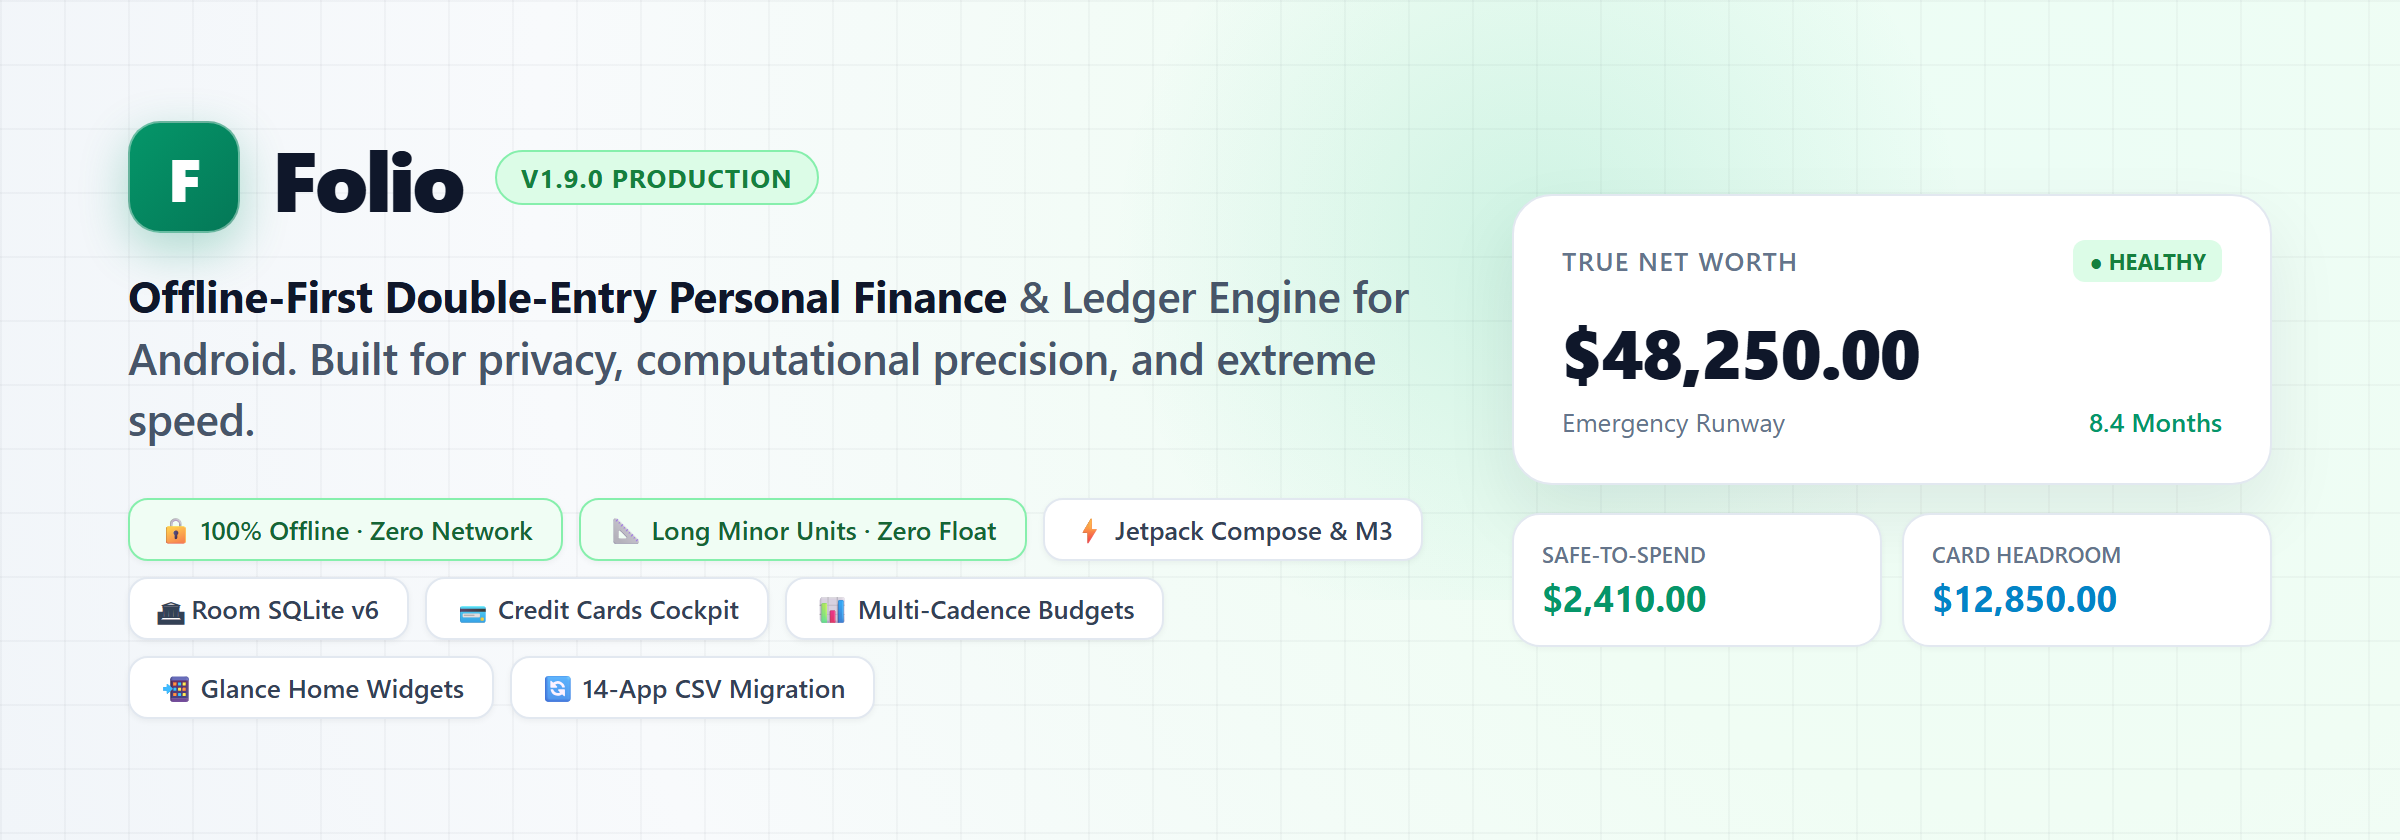 F
Folio
V1.9.0 PRODUCTION
Offline-First Double-Entry Personal Finance & Ledger Engine for
Android. Built for privacy, computational precision, and extreme
speed.
100% Offline · Zero Network
Long Minor Units · Zero Float
Jetpack Compose & M3
Room SQLite v6
Credit Cards Cockpit
Multi-Cadence Budgets
Glance Home Widgets
14-App CSV Migration
TRUE NET WORTH
● HEALTHY
$48,250.00
Emergency Runway
8.4 Months
SAFE-TO-SPEND
$2,410.00
CARD HEADROOM
$12,850.00